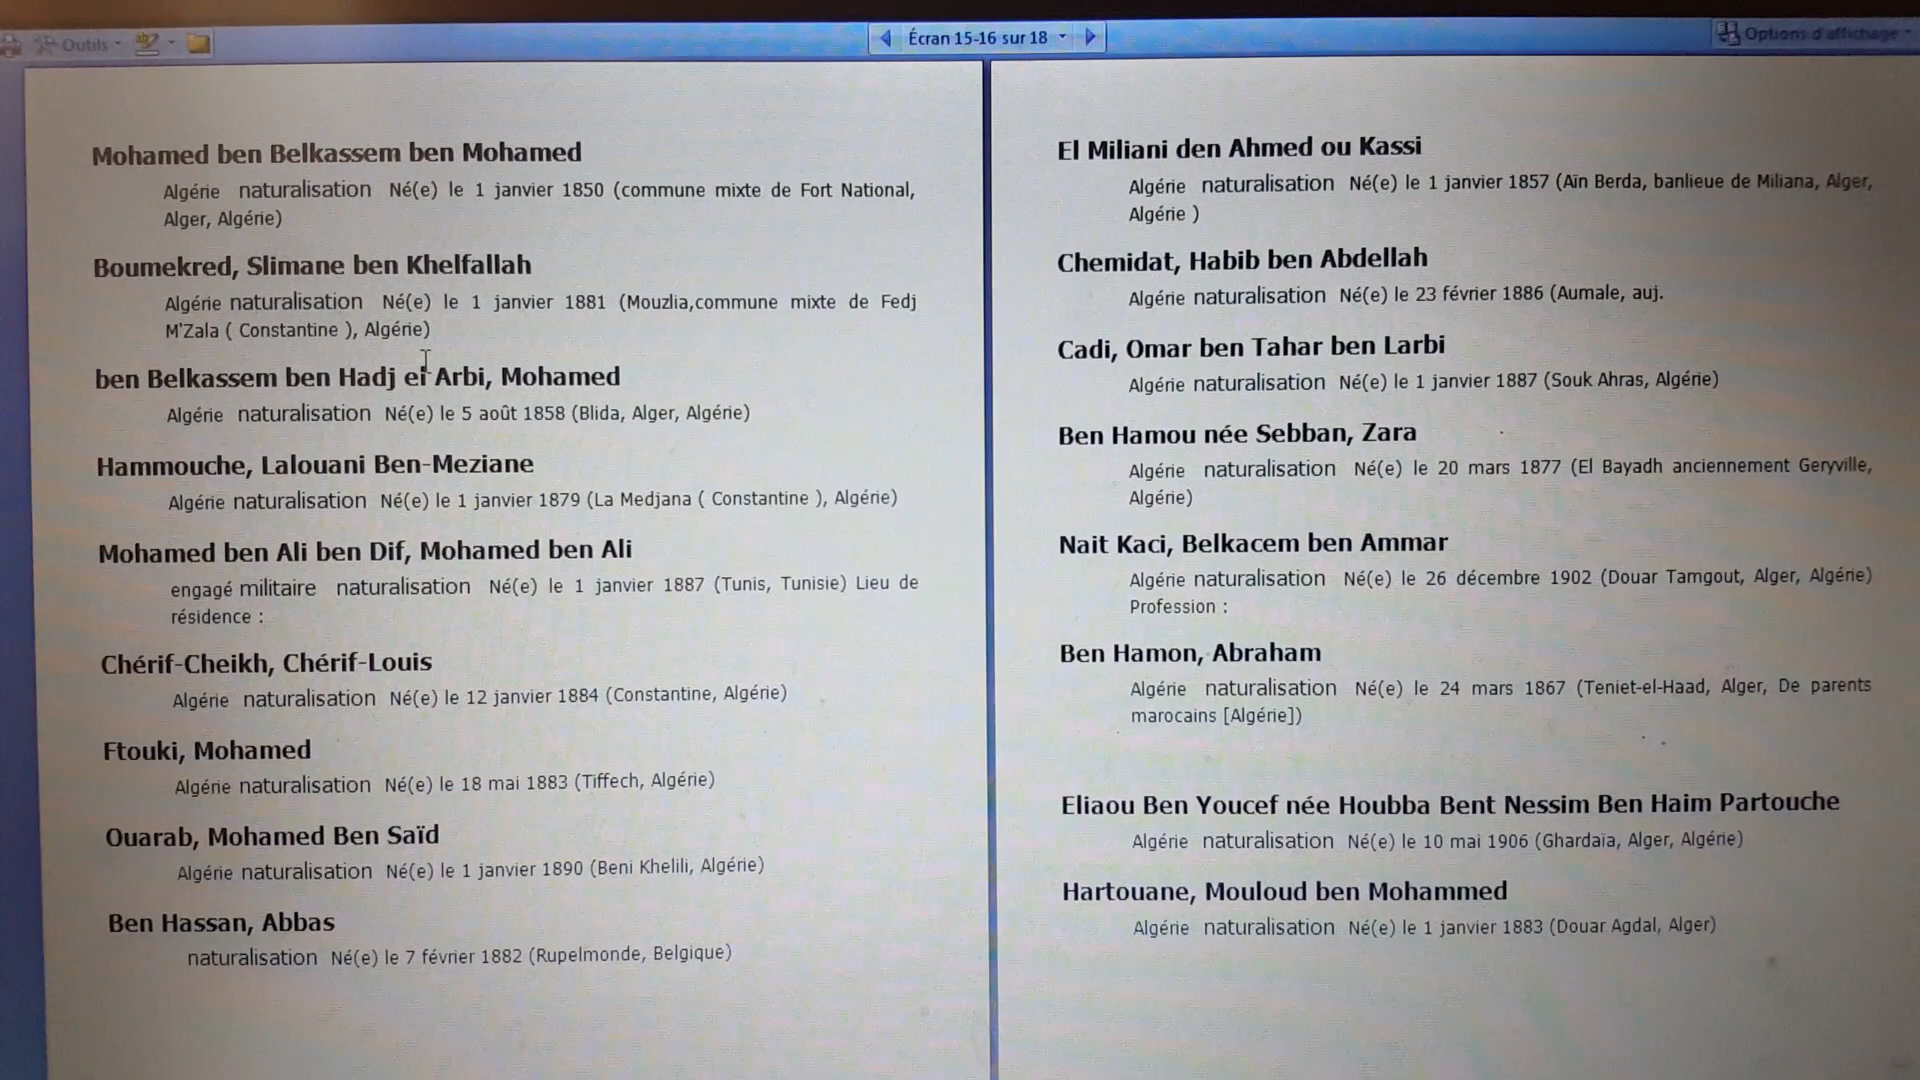 Outils
Écran 15-16 sur 18
Options d'affichage
Mohamed ben Belkassem ben Mohamed
Algérie naturalisation Né(e) le 1 janvier 1850 (commune mixte de Fort National,
Alger, Algérie)
Boumekred, Slimane ben Khelfallah
Algérie naturalisation Né(e) le 1 janvier 1881 (Mouzlia,commune mixte de Fedj
M'Zala ( Constantine ), Algérie)
ben Belkassem ben Hadj el Arbi, Mohamed
Algérie naturalisation Né(e) le 5 août 1858 (Blida, Alger, Algérie)
Hammouche, Lalouani Ben-Meziane
Algérie naturalisation Né(e) le 1 janvier 1879 (La Medjana ( Constantine ), Algérie)
Mohamed ben Ali ben Dif, Mohamed ben Ali
engagé militaire naturalisation Né(e) le 1 janvier 1887 (Tunis, Tunisie) Lieu de
résidence :
Chérif-Cheikh, Chérif-Louis
Algérie naturalisation Né(e) le 12 janvier 1884 (Constantine, Algérie)
Ftouki, Mohamed
Algérie naturalisation Né(e) le 18 mai 1883 (Tiffech, Algérie)
Ouarab, Mohamed Ben Saïd
Algérie naturalisation Né(e) le 1 janvier 1890 (Beni Khelili, Algérie)
Ben Hassan, Abbas
naturalisation Né(e) le 7 février 1882 (Rupelmonde, Belgique)
El Miliani den Ahmed ou Kassi
Algérie naturalisation Né(e) le 1 janvier 1857 (Aïn Berda, banlieue de Miliana, Alger,
Algérie )
Chemidat, Habib ben Abdellah
Algérie naturalisation Né(e) le 23 février 1886 (Aumale, auj.
Cadi, Omar ben Tahar ben Larbi
Algérie naturalisation Né(e) le 1 janvier 1887 (Souk Ahras, Algérie)
Ben Hamou née Sebban, Zara
Algérie naturalisation Né(e) le 20 mars 1877 (El Bayadh anciennement Geryville,
Algérie)
Nait Kaci, Belkacem ben Ammar
Algérie naturalisation Né(e) le 26 décembre 1902 (Douar Tamgout, Alger, Algérie)
Profession :
Ben Hamon, Abraham
Algérie naturalisation Né(e) le 24 mars 1867 (Teniet-el-Haad, Alger, De parents
marocains [Algérie])
Eliaou Ben Youcef née Houbba Bent Nessim Ben Haim Partouche
Algérie naturalisation Né(e) le 10 mai 1906 (Ghardaïa, Alger, Algérie)
Hartouane, Mouloud ben Mohammed
Algérie naturalisation Né(e) le 1 janvier 1883 (Douar Agdal, Alger)